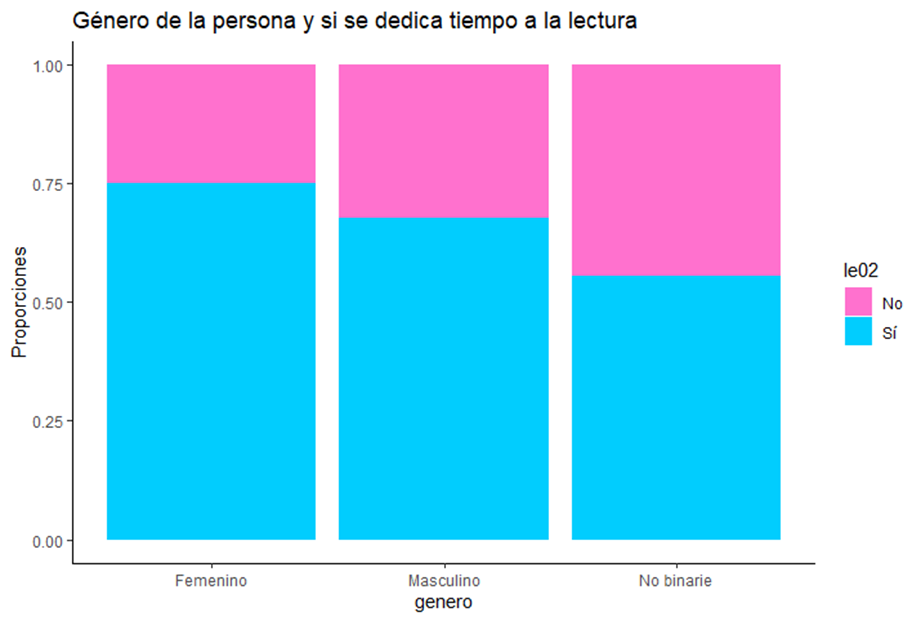 Género de la persona y si se dedica tiempo a la lectura
1.00
0.75
0.50
0.25
0.00
Proporciones
Femenino
Masculino
No binarie
genero
le02
No
Sí